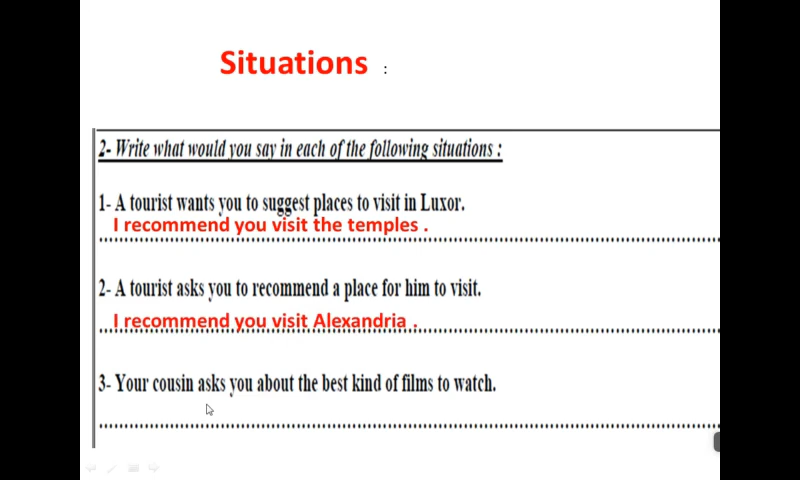 Situations :
2- Write what would you say in each of the following situations :
1- A tourist wants you to suggest places to visit in Luxor.
I recommend you visit the temples .
2- A tourist asks you to recommend a place for him to visit.
I recommend you visit Alexandria .
3- Your cousin asks you about the best kind of films to watch.